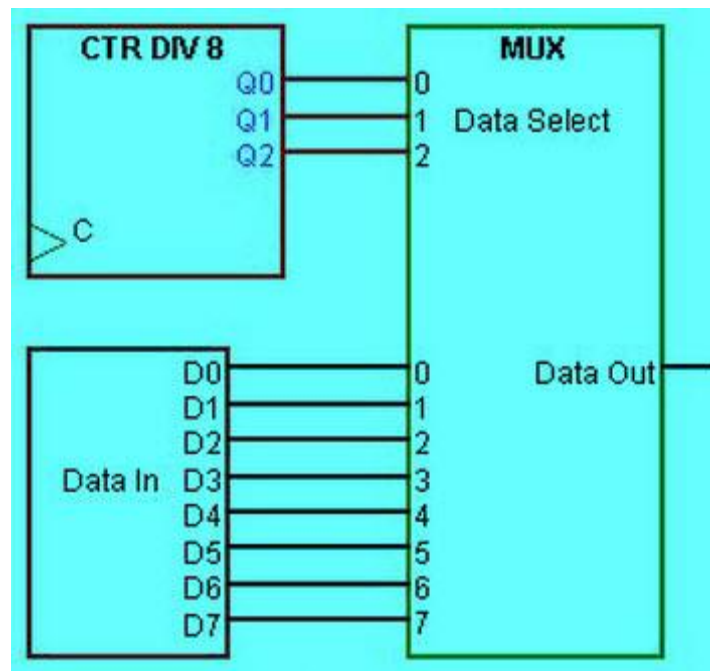 CTR DIV 8
Q0
Q1
Q2
C
MUX
0
1 Data Select
2
Data In
D0
D1
D2
D3
D4
D5
D6
D7
0
1
2
3
4
5
6
7
Data Out